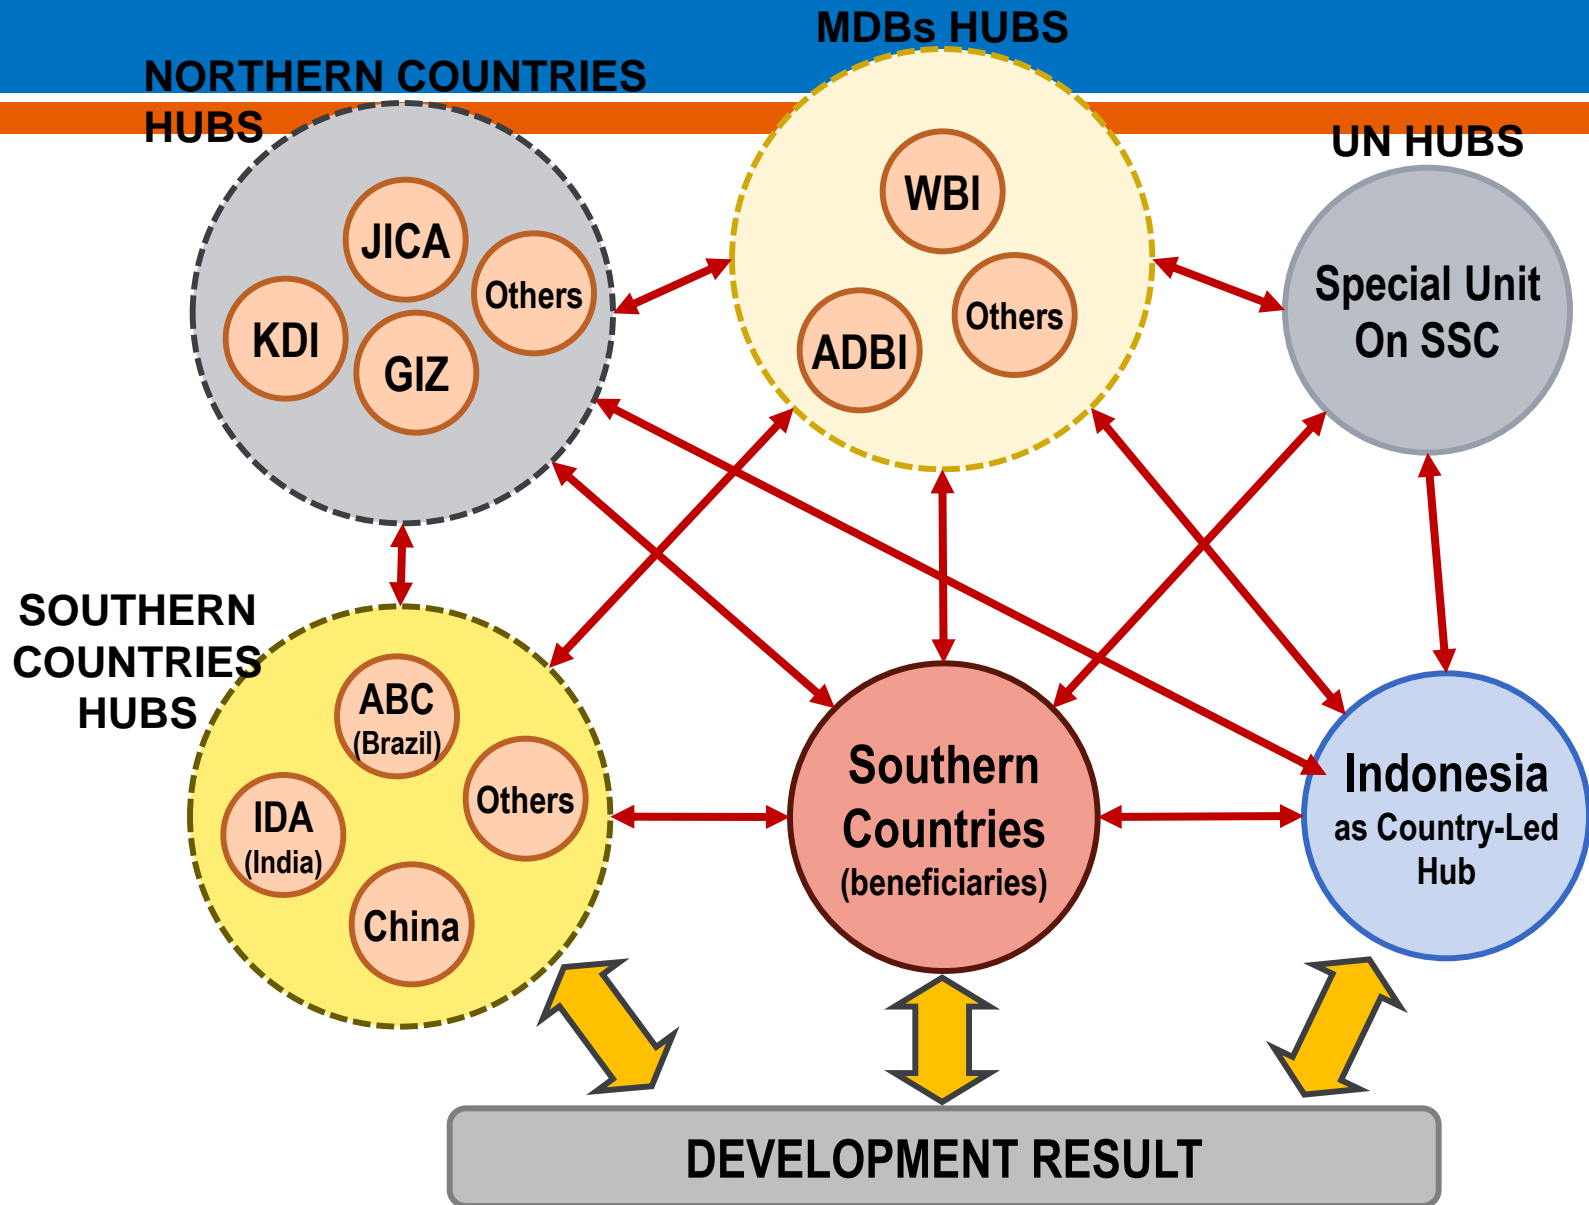 MDBs HUBS
NORTHERN COUNTRIES
HUBS
UN HUBS
JICA
Others
KDI
GIZ
WBI
Others
ADBI
Special Unit
On SSC
SOUTHERN
COUNTRIES
HUBS
ABC
(Brazil)
Others
IDA
(India)
China
Southern
Countries
(beneficiaries)
Indonesia
as Country-Led
Hub
DEVELOPMENT RESULT